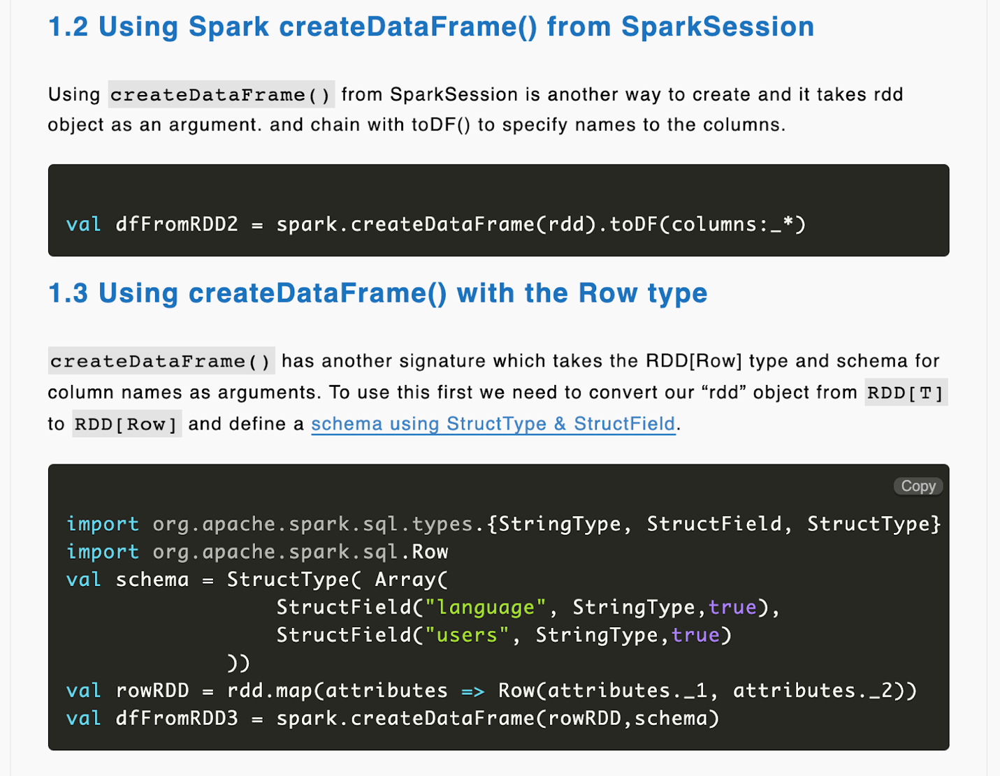 1.2 Using Spark createDataFrame() from SparkSession
Using createDataFrame() from SparkSession is another way to create and it takes rdd
object as an argument. and chain with toDF() to specify names to the columns.
val dfFromRDD2 = spark.createDataFrame(rdd).toDF(columns:_*)
1.3 Using createDataFrame() with the Row type
createDataFrame() has another signature which takes the RDD[Row] type and schema for
column names as arguments. To use this first we need to convert our “rdd” object from RDD[T]
to RDD[Row] and define a schema using StructType & StructField.
Copy
import org.apache.spark.sql.types.{StringType, StructField, StructType}
import org.apache.spark.sql.Row
val schema = StructType( Array(
                 StructField("language", StringType,true),
                 StructField("users", StringType,true)
             ))
val rowRDD = rdd.map(attributes => Row(attributes._1, attributes._2))
val dfFromRDD3 = spark.createDataFrame(rowRDD,schema)